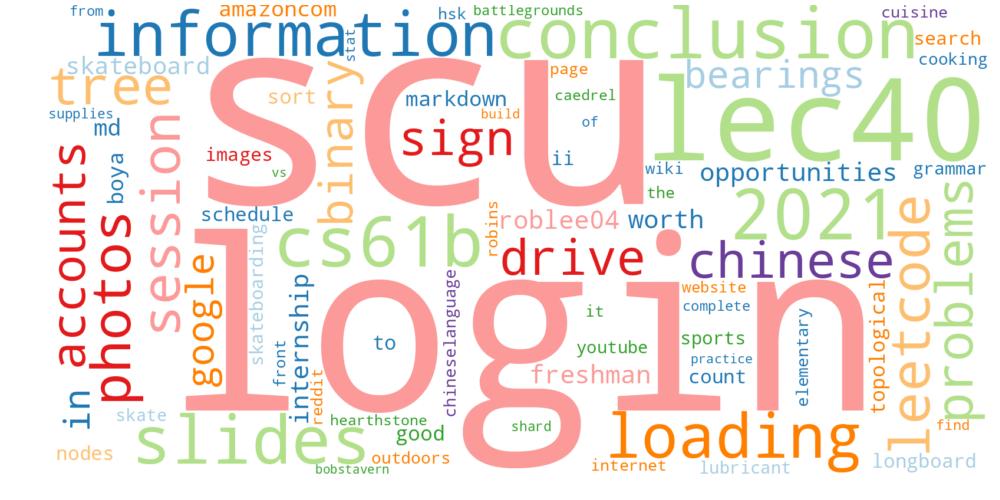 from
amazoncom
hsk
battlegrounds
cuisine
information
stat
conclusion
search
cooking
skateboard
scu
page
bearings
lec40
tree
sort
binary
markdown
caedrel
supplies
md
build
of
sign
images
vs
ii
wiki
opportunities
grammar
boya
accounts
photos
session
schedule
the
2021
roblee04
worth
cs61b
robins
drive
chinese
problems
leetcode
google
skateboarding
login
website
complete
topological
internship
front
to
chineselanguage
it
youtube
sports
practice
elementary
freshman
count
in
skate
reddit
hearthstone
good
shard
slides
loading
find
nodes
outdoors
bobstavern
internet
lubricant
longboard